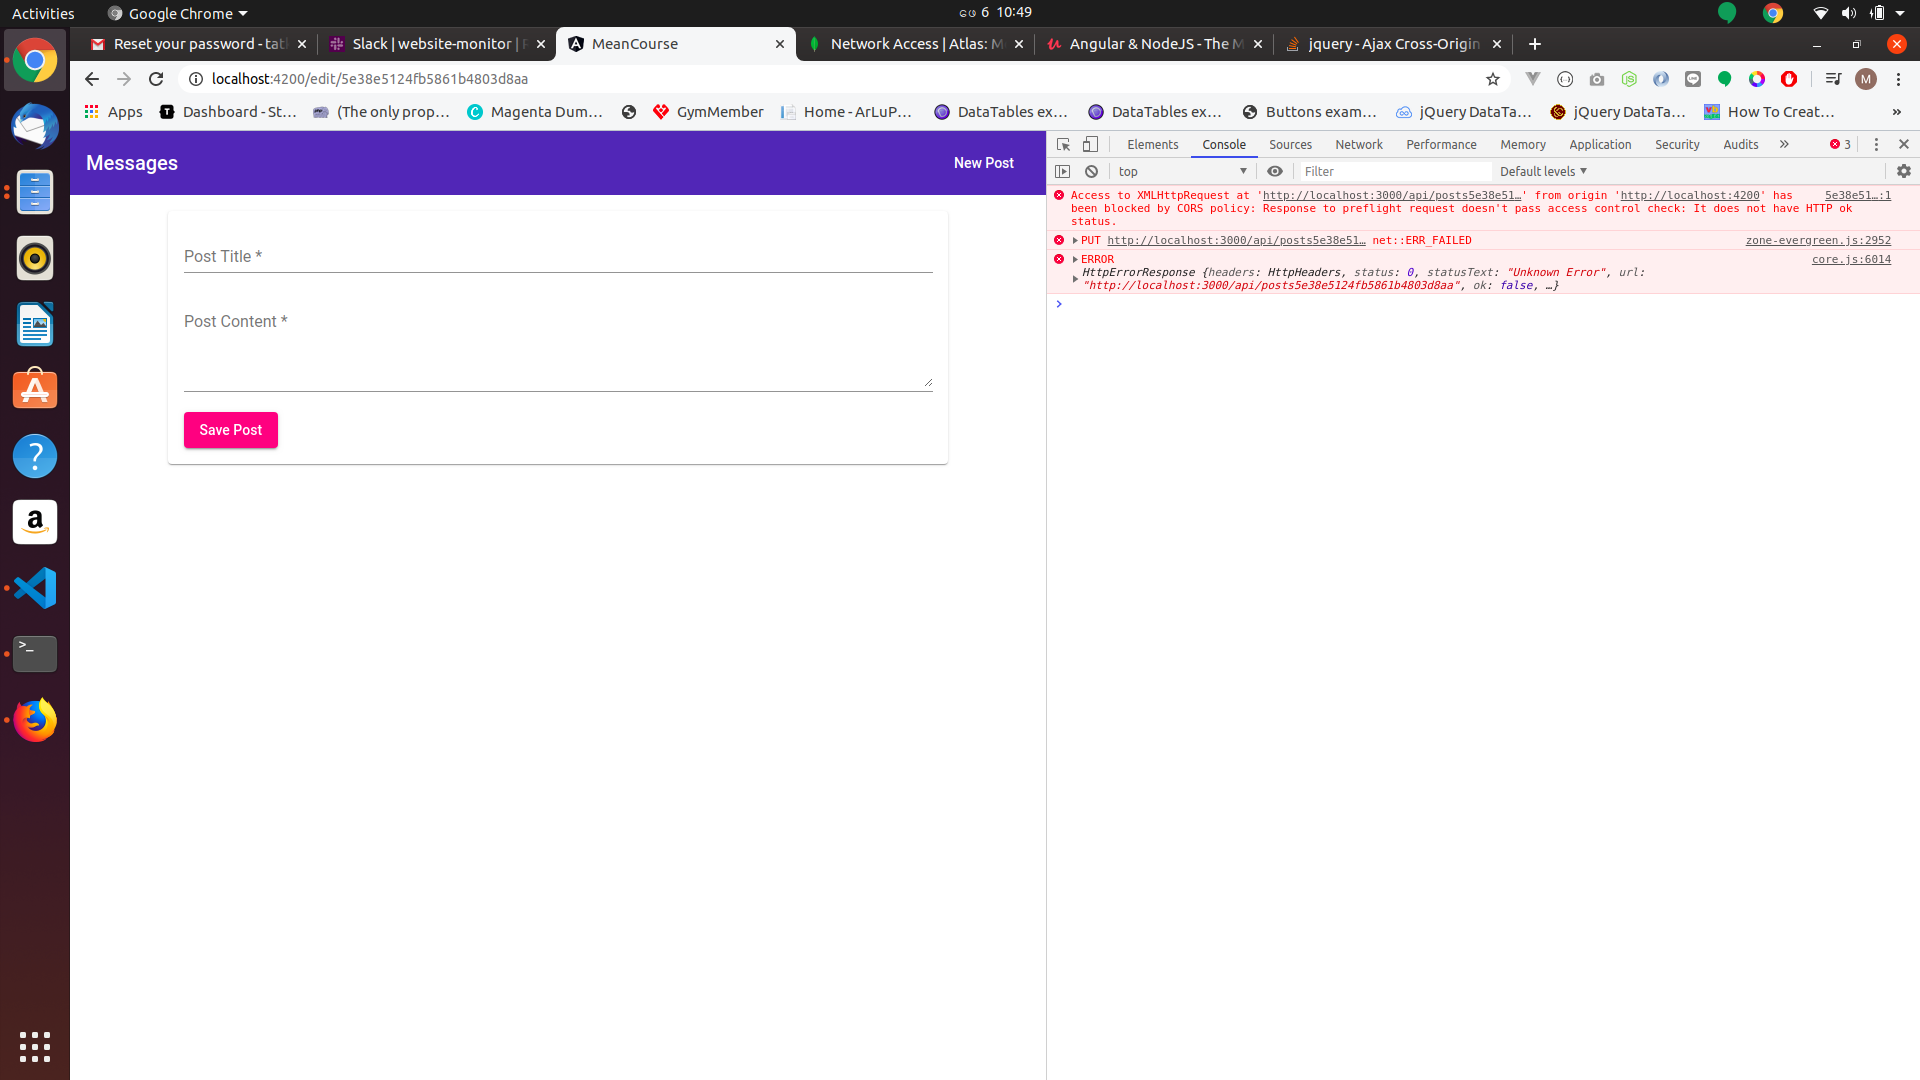 Activities
Google Chrome
6 10:49
Reset your password - tat
Slack | website-monitor |
MeanCourse
Network Access | Atlas: M
Angular & NodeJS - The M
jquery - Ajax Cross-Origin
localhost:4200/edit/5e38e5124fb5861b4803d8aa
M
Apps
Dashboard - St...
(The only prop...
Magenta Dum...
GymMember
Home - ArLuP...
DataTables ex...
DataTables ex...
Buttons exam...
jQuery DataTa...
jQuery DataTa...
How To Creat...
»
Messages
New Post
Post Title *
Post Content *
Save Post
Elements
Console
Sources
Network
Performance
Memory
Application
Security
Audits
»
3
top
Filter
Default levels
Access to XMLHttpRequest at 'http://localhost:3000/api/posts5e38e51…' from origin 'http://localhost:4200' has
5e38e51…:1
been blocked by CORS policy: Response to preflight request doesn't pass access control check: It does not have HTTP ok
status.
PUT http://localhost:3000/api/posts5e38e51… net::ERR_FAILED
zone-evergreen.js:2952
ERROR
core.js:6014
HttpErrorResponse {headers: HttpHeaders, status: 0, statusText: "Unknown Error", url:
"http://localhost:3000/api/posts5e38e5124fb5861b4803d8aa", ok: false, …}